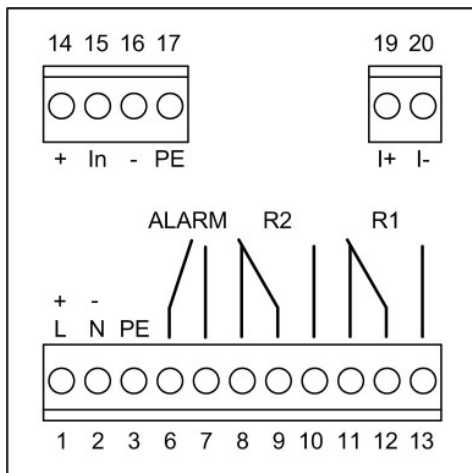 14 15 16 17 19 20
+ In - PE I+ I-
ALARM R2 R1
+ -
L N PE
1 2 3 6 7 8 9 10 11 12 13